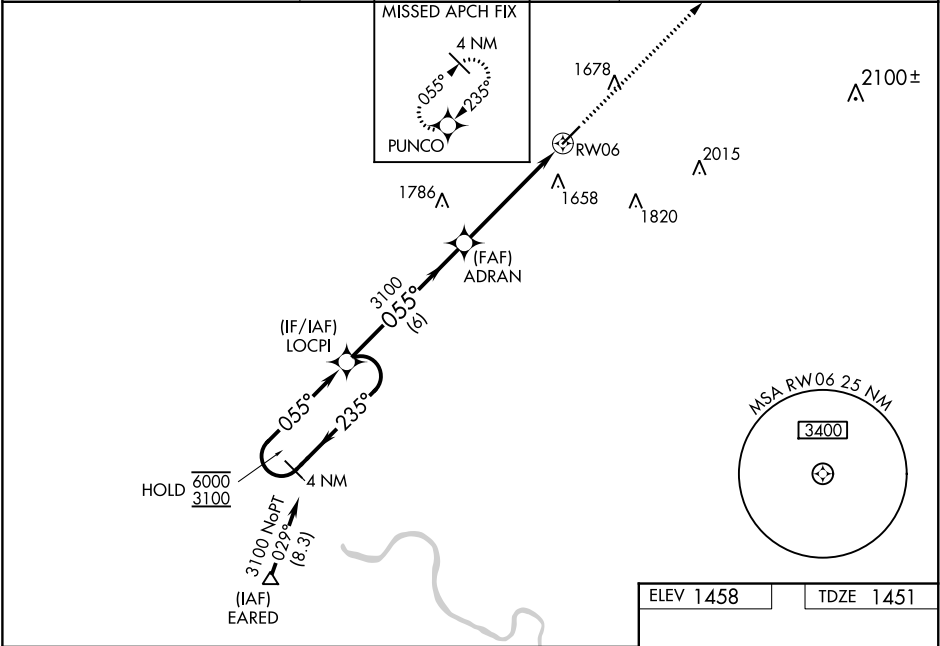 MISSED APCH FIX
4 NM
055°
235°
PUNCO
1678
2100±
RW06
2015
1786
1658
1820
(FAF)
ADRAN
3100
055°
(6)
(IF/IAF)
LOCPI
055°
235°
MSA RW06 25 NM
3400
HOLD 6000
3100
4 NM
3100 NoPT
029°
(8.3)
(IAF)
EARED
ELEV 1458
TDZE 1451